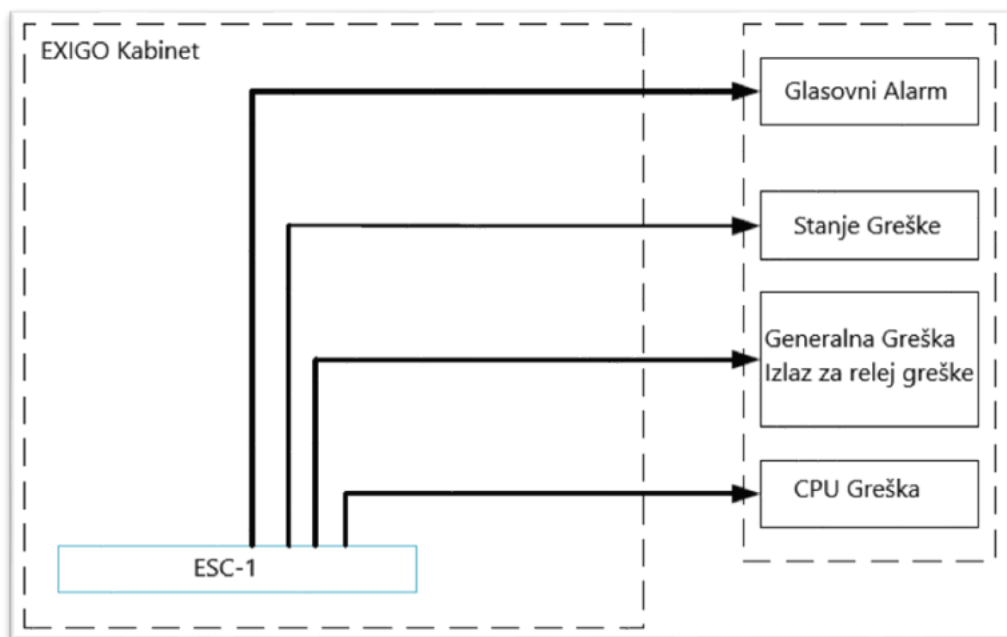 EXIGO Kabinet
Glasovni Alarm
Stanje Greške
Generalna Greška
Izlaz za relej greške
CPU Greška
ESC-1